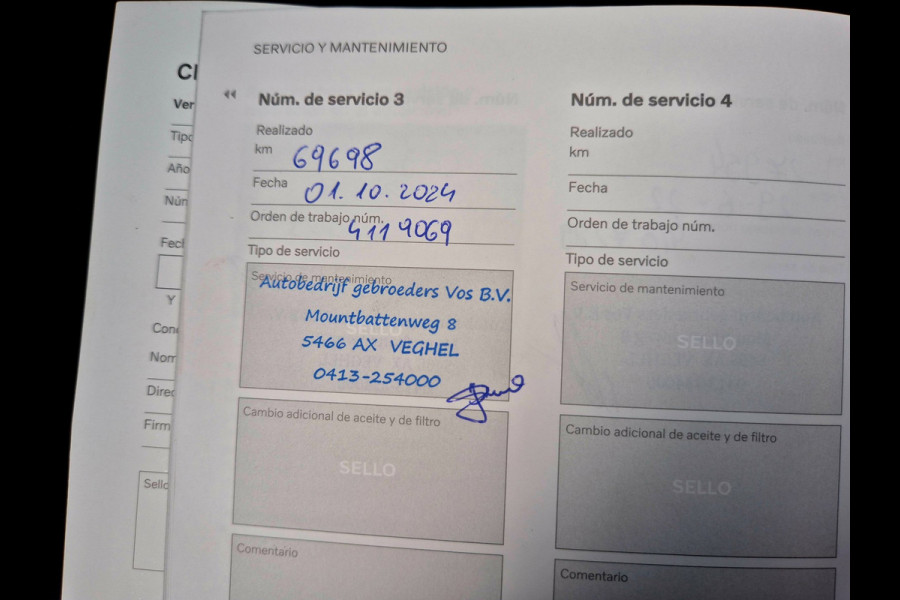 SERVICIO Y MANTENIMIENTO
Núm. de servicio 3
Realizado
km 69698
Fecha 01.10.2024
Orden de trabajo núm. 4119069
Tipo de servicio
Servicio de mantenimiento
Autobedrijf gebroeders Vos B.V.
Mountbattenweg 8
5466 AX VEGHEL
0413-254000
SELLO
Cambio adicional de aceite y de filtro
SELLO
Comentario
Núm. de servicio 4
Realizado
km
Fecha
Orden de trabajo núm.
Tipo de servicio
Servicio de mantenimiento
SELLO
Cambio adicional de aceite y de filtro
SELLO
Comentario
Año
Y